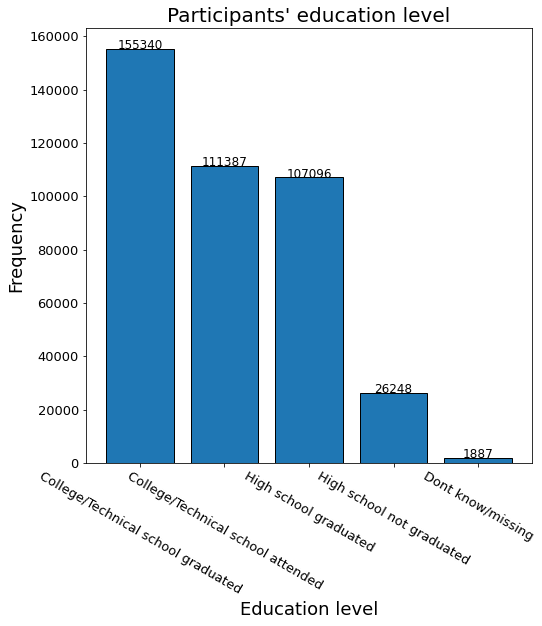 Participants' education level
160000
140000
120000
100000
80000
60000
40000
20000
0
Frequency
155340
111387
107096
26248
1887
College/Technical school graduated
College/Technical school attended
High school graduated
High school not graduated
Dont know/missing
Education level